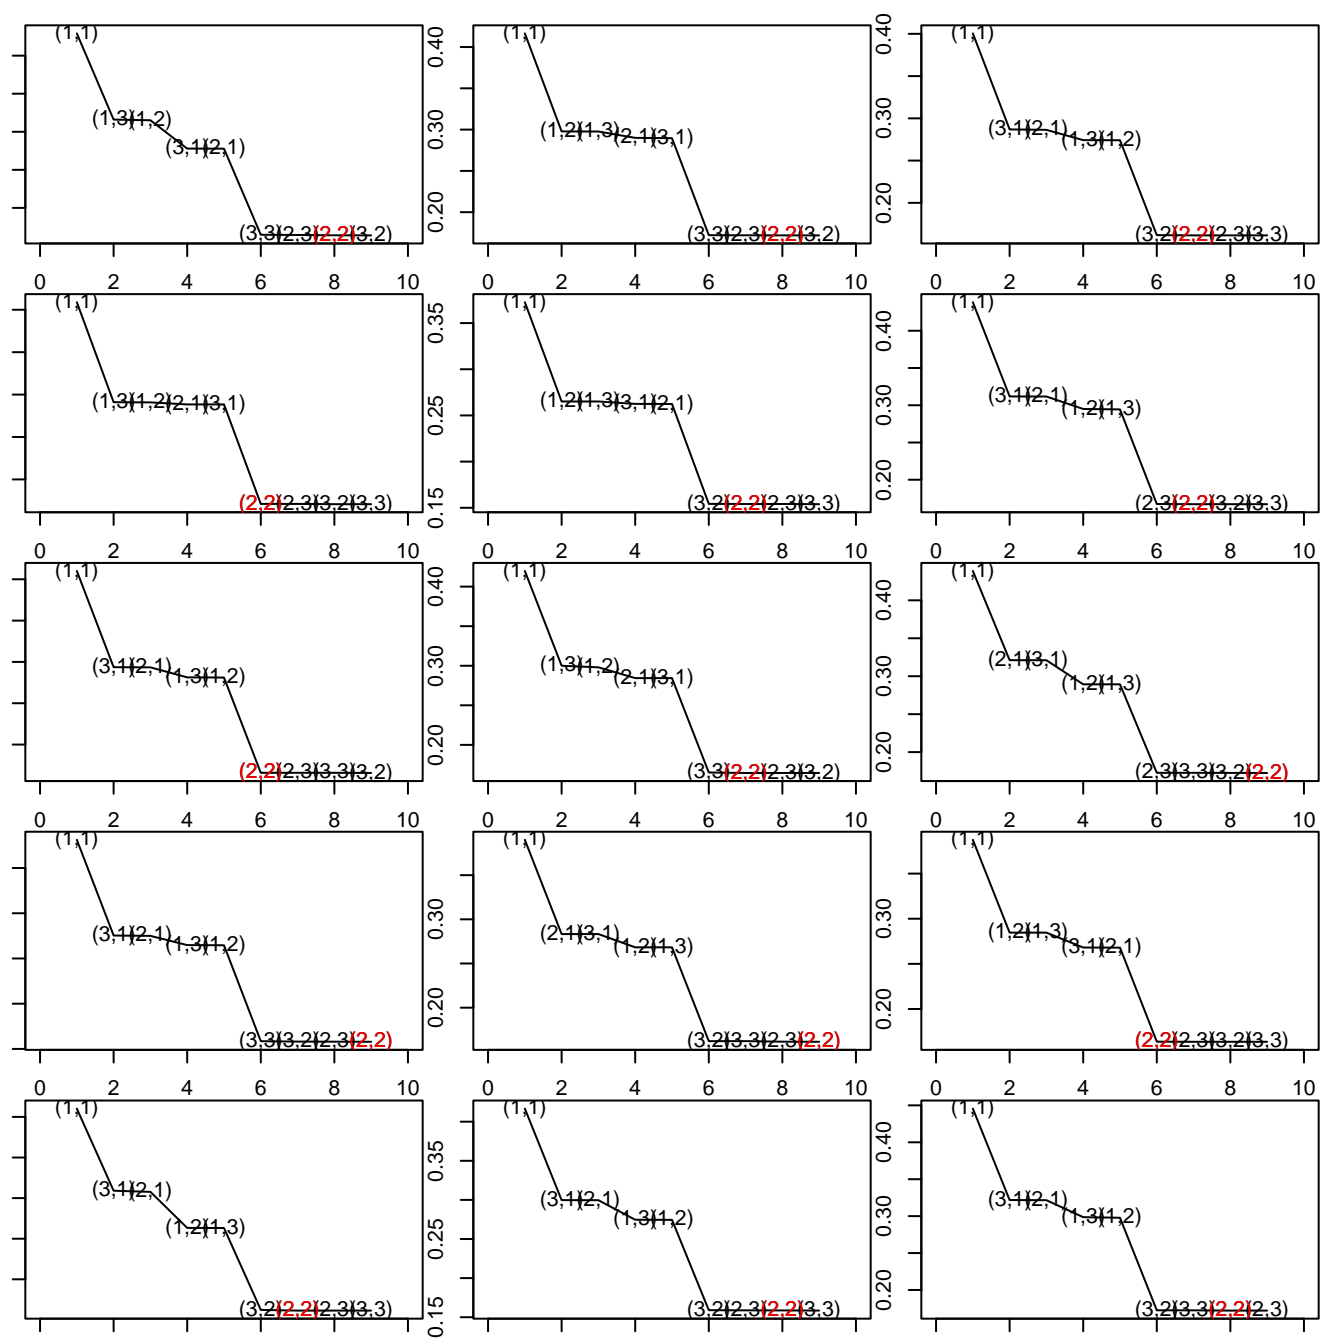 (1,1) (1,3) (1,2) (3,1) (2,1) (3,3) (2,3) (2,2) (3,2)
0.20 0.30 0.40
(1,1) (1,2) (1,3) (2,1) (3,1) (3,3) (2,3) (2,2) (3,2)
0.20 0.30 0.40
(1,1) (3,1) (2,1) (1,3) (1,2) (3,2) (2,2) (2,3) (3,3)
0 2 4 6 8 10
0 2 4 6 8 10
0 2 4 6 8 10
(1,1) (1,3) (1,2) (2,1) (3,1) (2,2) (2,3) (3,2) (3,3)
0.15 0.25 0.35
(1,1) (1,2) (1,3) (3,1) (2,1) (3,2) (2,2) (2,3) (3,3)
0.20 0.30 0.40
(1,1) (3,1) (2,1) (1,2) (1,3) (2,3) (2,2) (3,2) (3,3)
0 2 4 6 8 10
0 2 4 6 8 10
0 2 4 6 8 10
(1,1) (3,1) (2,1) (1,3) (1,2) (2,2) (2,3) (3,3) (3,2)
0.20 0.30 0.40
(1,1) (1,3) (1,2) (2,1) (3,1) (3,3) (2,2) (2,3) (3,2)
0.20 0.30 0.40
(1,1) (2,1) (3,1) (1,2) (1,3) (2,3) (3,3) (3,2) (2,2)
0 2 4 6 8 10
0 2 4 6 8 10
0 2 4 6 8 10
(1,1) (3,1) (2,1) (1,3) (1,2) (3,3) (3,2) (2,3) (2,2)
0.20 0.30
(1,1) (2,1) (3,1) (1,2) (1,3) (3,2) (3,3) (2,3) (2,2)
0.20 0.30
(1,1) (1,2) (1,3) (3,1) (2,1) (2,2) (2,3) (3,2) (3,3)
0 2 4 6 8 10
0 2 4 6 8 10
0 2 4 6 8 10
(1,1) (3,1) (2,1) (1,2) (1,3) (3,2) (2,2) (2,3) (3,3)
0.15 0.25 0.35
(1,1) (3,1) (2,1) (1,3) (1,2) (3,2) (2,3) (2,2) (3,3)
0.20 0.30 0.40
(1,1) (3,1) (2,1) (1,3) (1,2) (3,2) (3,3) (2,2) (2,3)